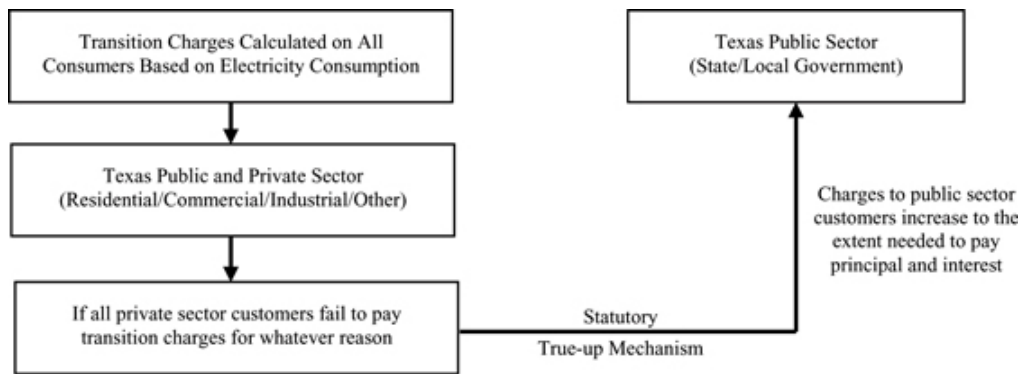 Transition Charges Calculated on All
Consumers Based on Electricity Consumption
Texas Public and Private Sector
(Residential/Commercial/Industrial/Other)
If all private sector customers fail to pay
transition charges for whatever reason
Statutory
True-up Mechanism
Charges to public sector
customers increase to the
extent needed to pay
principal and interest
Texas Public Sector
(State/Local Government)